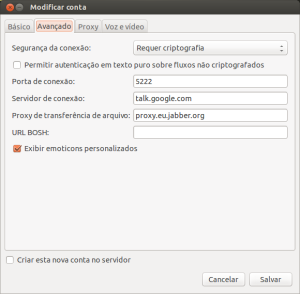 Modificar conta
Básico Avançado Proxy Voz e vídeo
Segurança da conexão: Requer criptografia
Permitir autenticação em texto puro sobre fluxos não criptografados
Porta de conexão: 5222
Servidor de conexão: talk.google.com
Proxy de transferência de arquivo: proxy.eu.jabber.org
URL BOSH:
Exibir emoticons personalizados
Criar esta nova conta no servidor
Cancelar Salvar